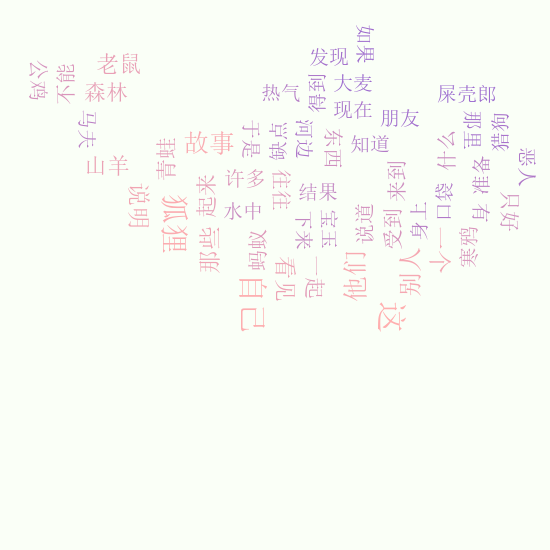 如果
发现
老鼠
公鸡
不能
森林
热气
得到
大麦
现在
屎壳郎
朋友
马夫
故事
于是
缺点
河边
东西
知道
那里
猎狗
山羊
青蛙
什么
恶人
说明
狐狸
起来
许多
往往
结果
来到
准备
口袋
水中
下来
宝玉
说道
受到
身上
有
只好
那些
蚂蚁
看见
一起
他们
别人
一个
寒鸦
自己
这